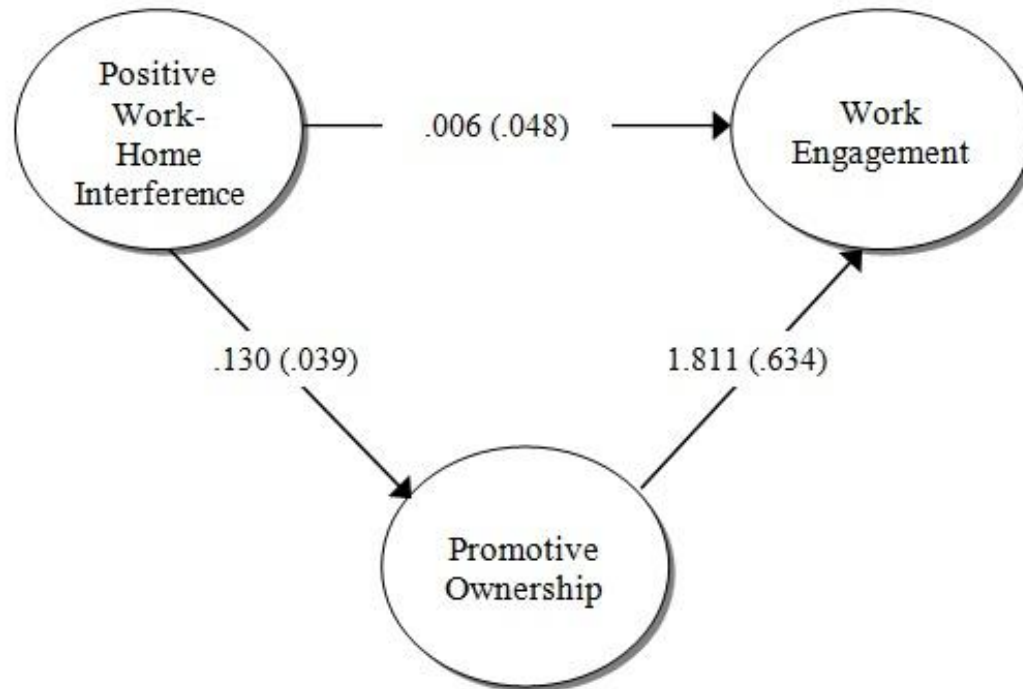 Positive
Work-
Home
Interference
.006 (.048)
Work
Engagement
.130 (.039)
1.811 (.634)
Promotive
Ownership